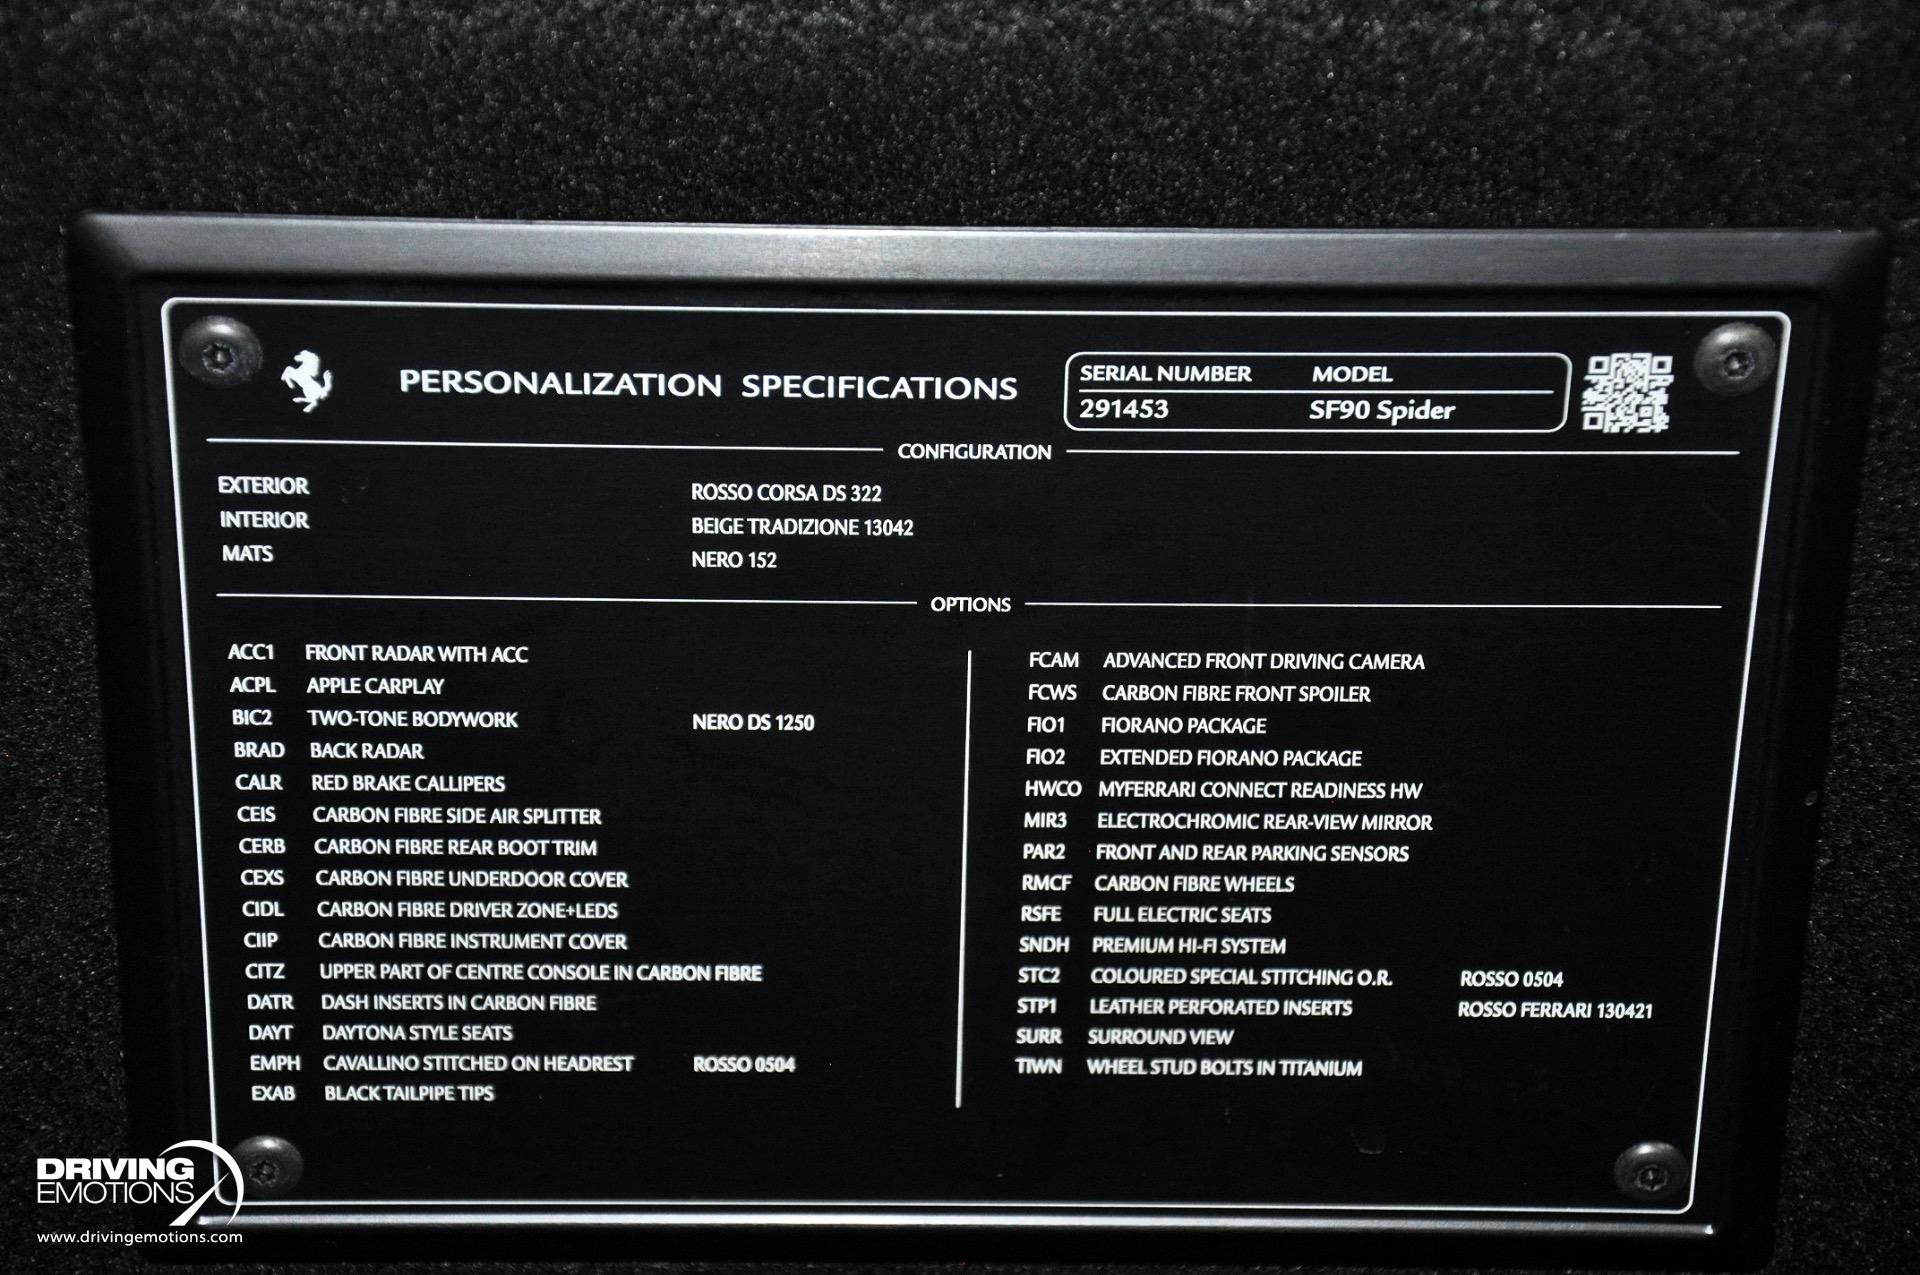 PERSONALIZATION SPECIFICATIONS
SERIAL NUMBER MODEL
291453 SF90 Spider
CONFIGURATION
EXTERIOR ROSSO CORSA DS 322
INTERIOR BEIGE TRADIZIONE 13042
MATS NERO 152
OPTIONS
ACC1 FRONT RADAR WITH ACC
ACPL APPLE CARPLAY
BIC2 TWO-TONE BODYWORK NERO DS 1250
BRAD BACK RADAR
CALR RED BRAKE CALLIPERS
CEIS CARBON FIBRE SIDE AIR SPLITTER
CERB CARBON FIBRE REAR BOOT TRIM
CEXS CARBON FIBRE UNDERDOOR COVER
CIDL CARBON FIBRE DRIVER ZONE+LEDS
CIIP CARBON FIBRE INSTRUMENT COVER
CITZ UPPER PART OF CENTRE CONSOLE IN CARBON FIBRE
DATR DASH INSERTS IN CARBON FIBRE
DAYT DAYTONA STYLE SEATS
EMPH CAVALLINO STITCHED ON HEADREST ROSSO 0504
EXAB BLACK TAILPIPE TIPS
FCAM ADVANCED FRONT DRIVING CAMERA
FCWS CARBON FIBRE FRONT SPOILER
FIO1 FIORANO PACKAGE
FIO2 EXTENDED FIORANO PACKAGE
HWCO MYFERRARI CONNECT READINESS HW
MIR3 ELECTROCHROMIC REAR-VIEW MIRROR
PAR2 FRONT AND REAR PARKING SENSORS
RMCF CARBON FIBRE WHEELS
RSFE FULL ELECTRIC SEATS
SNDH PREMIUM HI-FI SYSTEM
STC2 COLOURED SPECIAL STITCHING O.R. ROSSO 0504
STP1 LEATHER PERFORATED INSERTS ROSSO FERRARI 130421
SURR SURROUND VIEW
TIWN WHEEL STUD BOLTS IN TITANIUM
DRIVING
EMOTIONS
www.drivingemotions.com